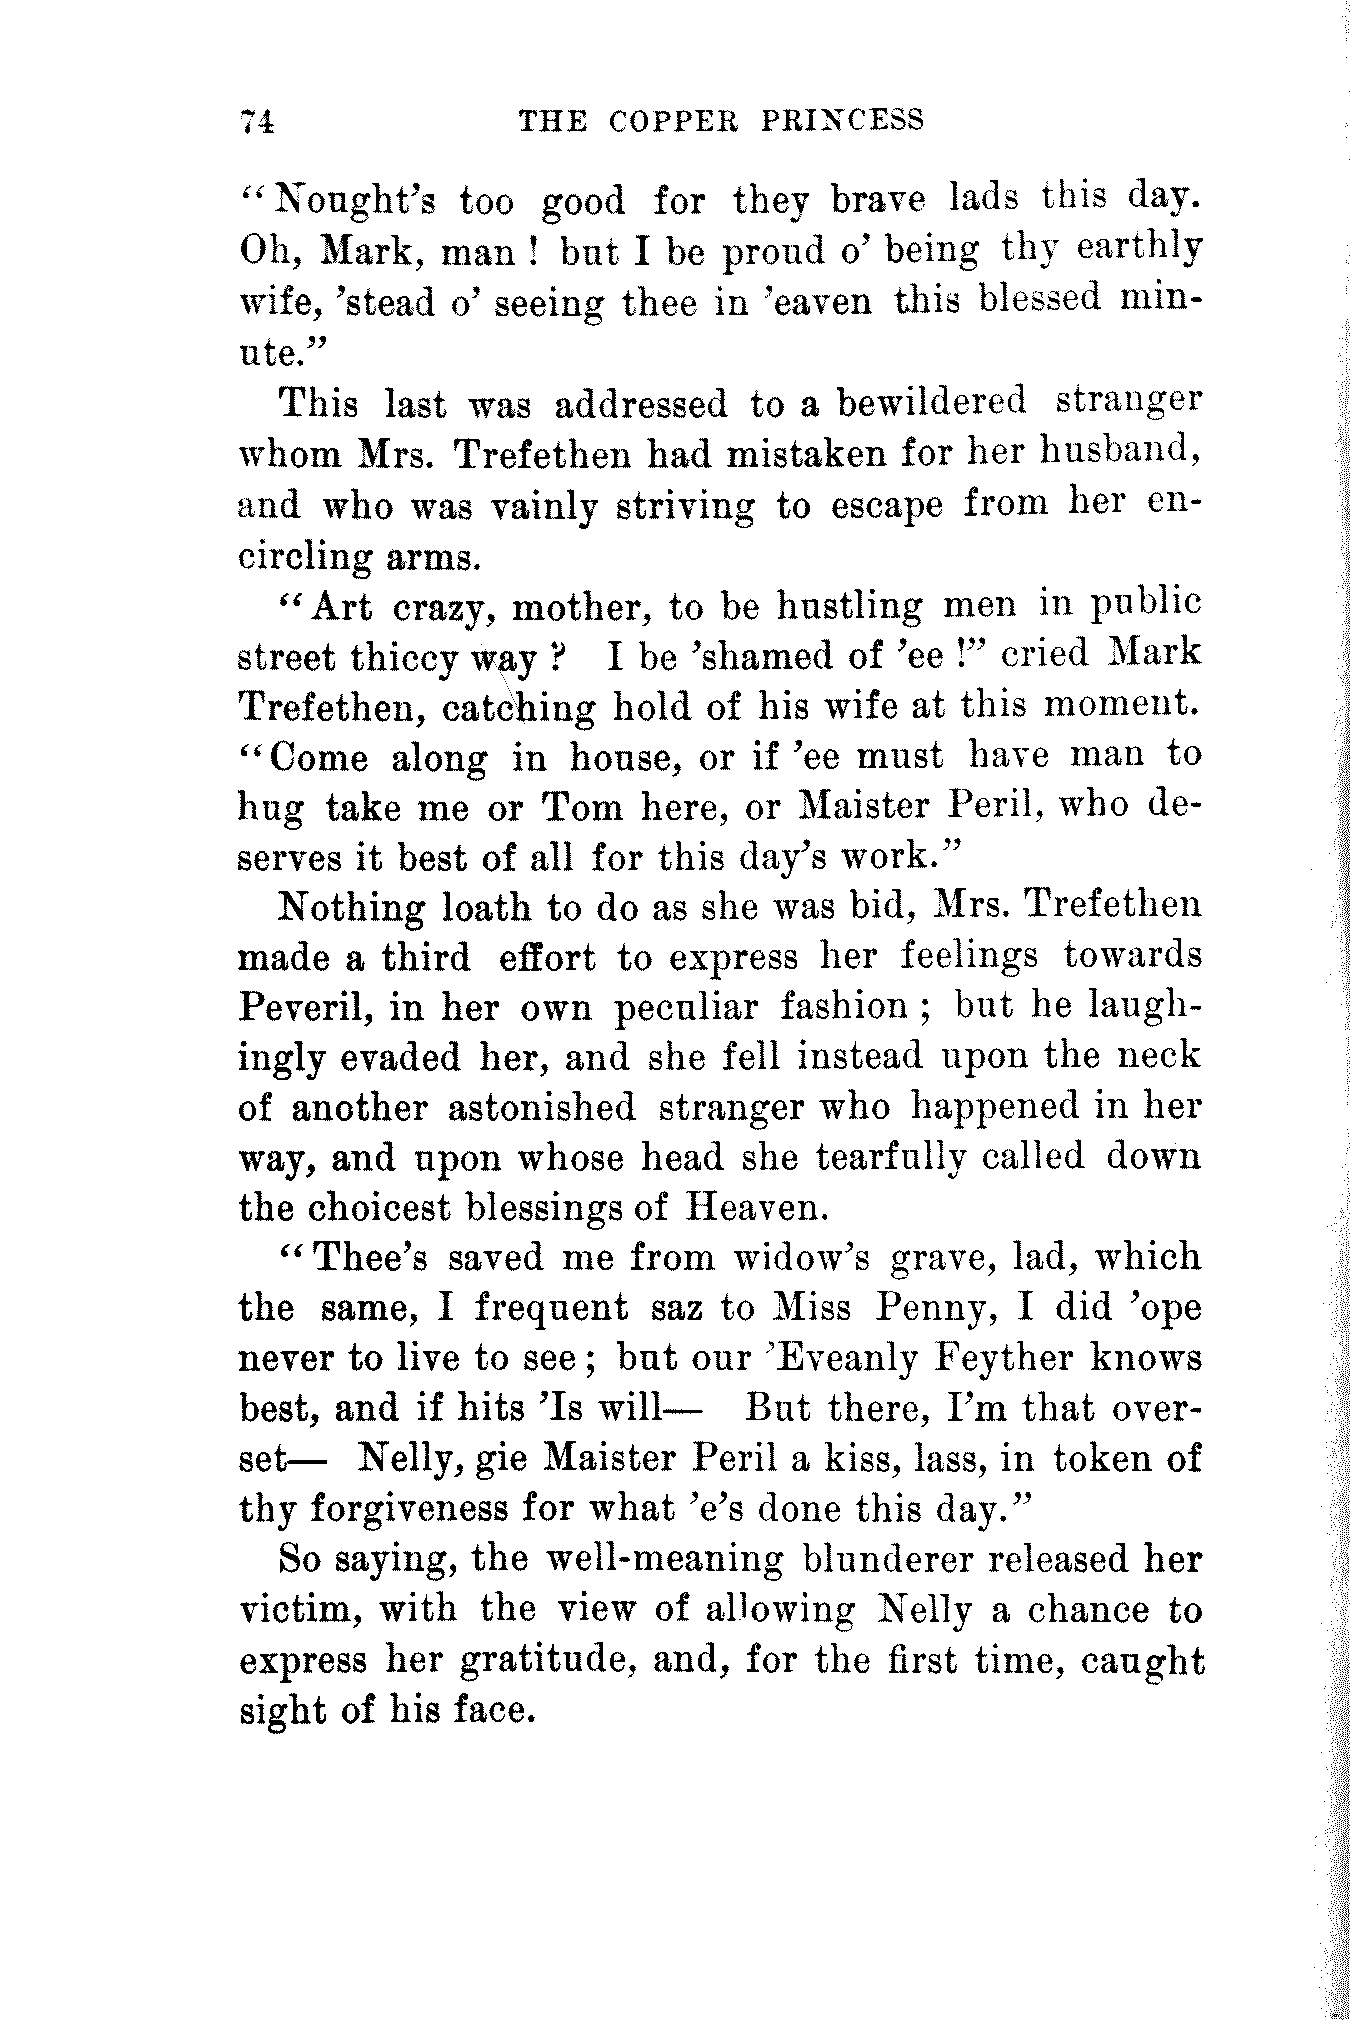 74 THE COPPER PRINCESS
“Nought’s too good for they brave lads this day.
Oh, Mark, man ! but I be proud o’ being thy earthly
wife, ’stead o’ seeing thee in ’eaven this blessed min-
ute.”
This last was addressed to a bewildered stranger
whom Mrs. Trefethen had mistaken for her husband,
and who was vainly striving to escape from her en-
circling arms.
“Art crazy, mother, to be hustling men in public
street thiccy way ? I be ’shamed of ’ee !” cried Mark
Trefethen, catching hold of his wife at this moment.
“Come along in house, or if ’ee must have man to
hug take me or Tom here, or Maister Peril, who de-
serves it best of all for this day’s work.”
Nothing loath to do as she was bid, Mrs. Trefethen
made a third effort to express her feelings towards
Peveril, in her own peculiar fashion ; but he laugh-
ingly evaded her, and she fell instead upon the neck
of another astonished stranger who happened in her
way, and upon whose head she tearfully called down
the choicest blessings of Heaven.
“Thee’s saved me from widow’s grave, lad, which
the same, I frequent saz to Miss Penny, I did ’ope
never to live to see ; but our ’Eveanly Feyther knows
best, and if hits ’Is will— But there, I’m that over-
set— Nelly, gie Maister Peril a kiss, lass, in token of
thy forgiveness for what ’e’s done this day.”
So saying, the well-meaning blunderer released her
victim, with the view of allowing Nelly a chance to
express her gratitude, and, for the first time, caught
sight of his face.